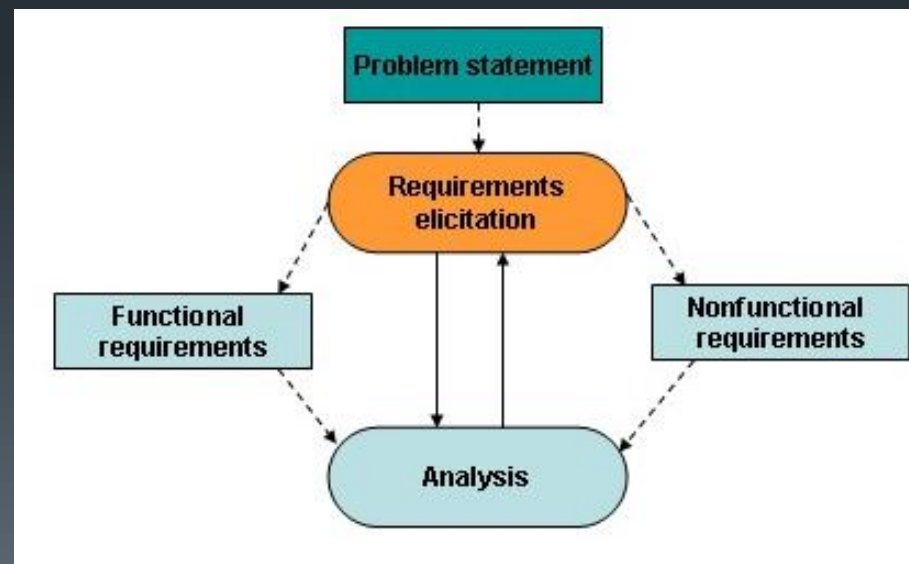 Problem statement
Requirements
elicitation
Functional
requirements
Nonfunctional
requirements
Analysis